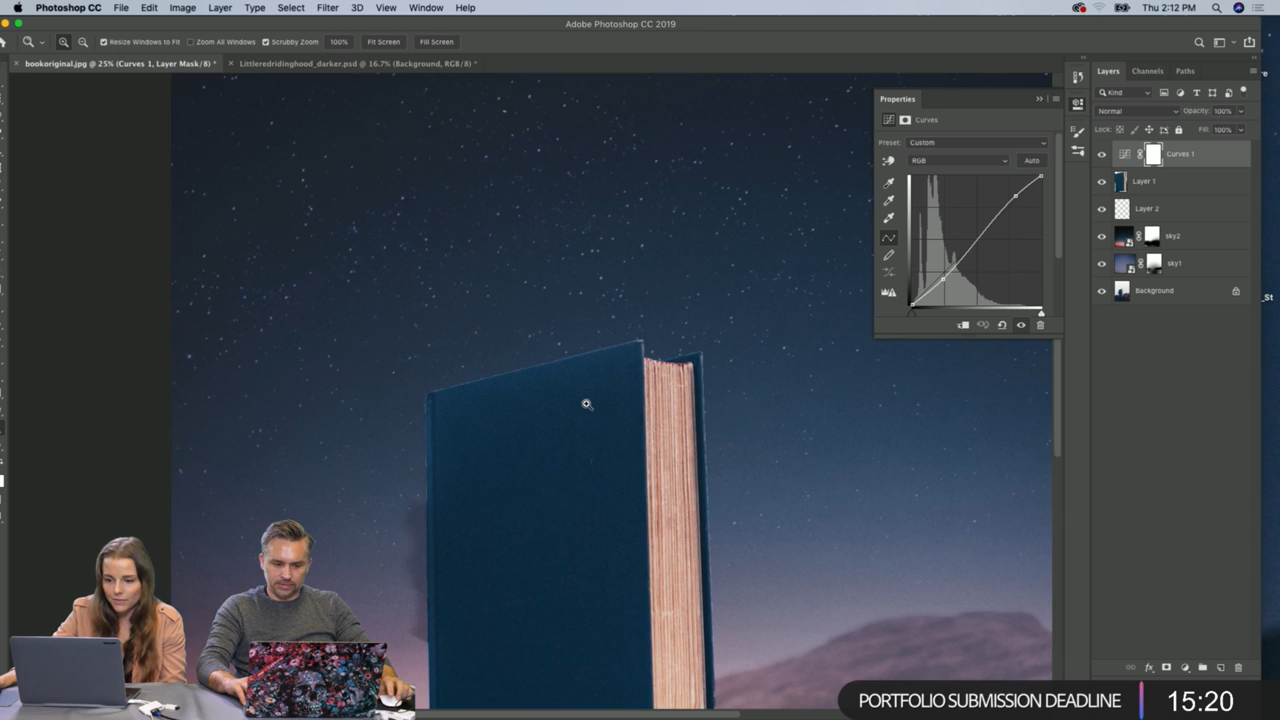 Photoshop CC File Edit Image Layer Type Select Filter 3D View Window Help Thu 2:12 PM
Adobe Photoshop CC 2019
Resize Windows to Fit Zoom All Windows Scrubby Zoom 100% Fit Screen Fill Screen
bookoriginal.jpg @ 25% (Curves 1, Layer Mask/8) * Littleredridinghood_darker.psd @ 16.7% (Background, RGB/8) *
Properties
Curves
Preset: Custom
RGB Auto
Layers Channels Paths
Kind
Normal Opacity: 100%
Lock: Fill: 100%
Curves 1
Layer 1
Layer 2
sky2
sky1
Background
_St
PORTFOLIO SUBMISSION DEADLINE 15:20